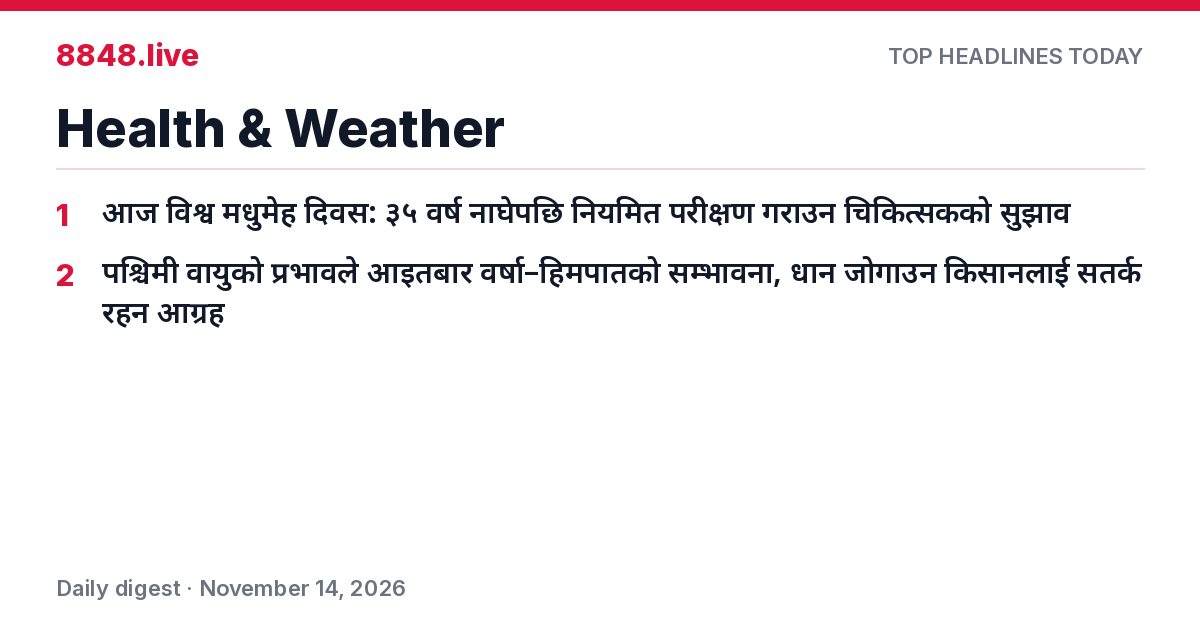 8848.live
TOP HEADLINES TODAY
Health & Weather
1 आज विश्व मधुमेह दिवस: ३५ वर्ष नाघेपछि नियमित परीक्षण गराउन चिकित्सकको सुझाव
2 पश्चिमी वायुको प्रभावले आइतबार वर्षा–हिमपातको सम्भावना, धान जोगाउन किसानलाई सतर्क
रहन आग्रह
Daily digest · November 14, 2026